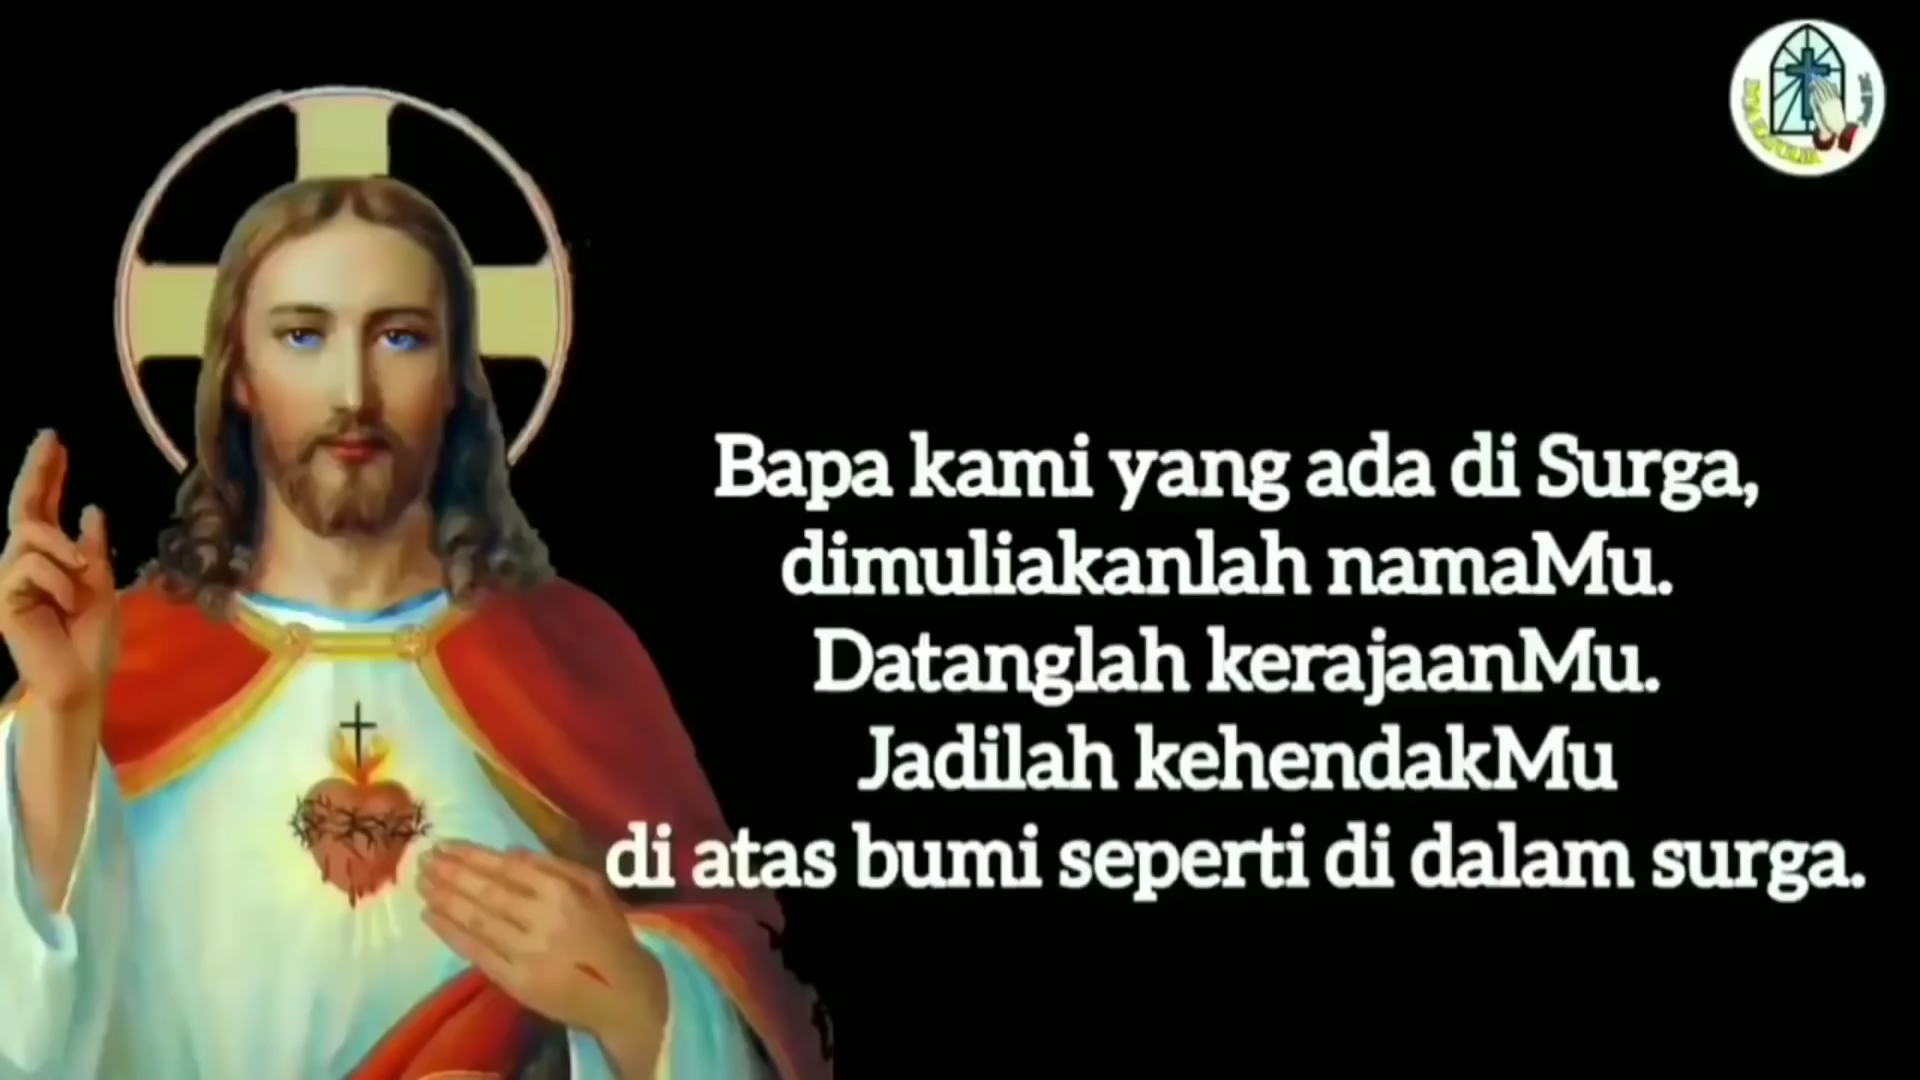 Bapa kami yang ada di Surga,
dimuliakanlah namaMu.
Datanglah kerajaanMu.
Jadilah kehendakMu
di atas bumi seperti di dalam surga.